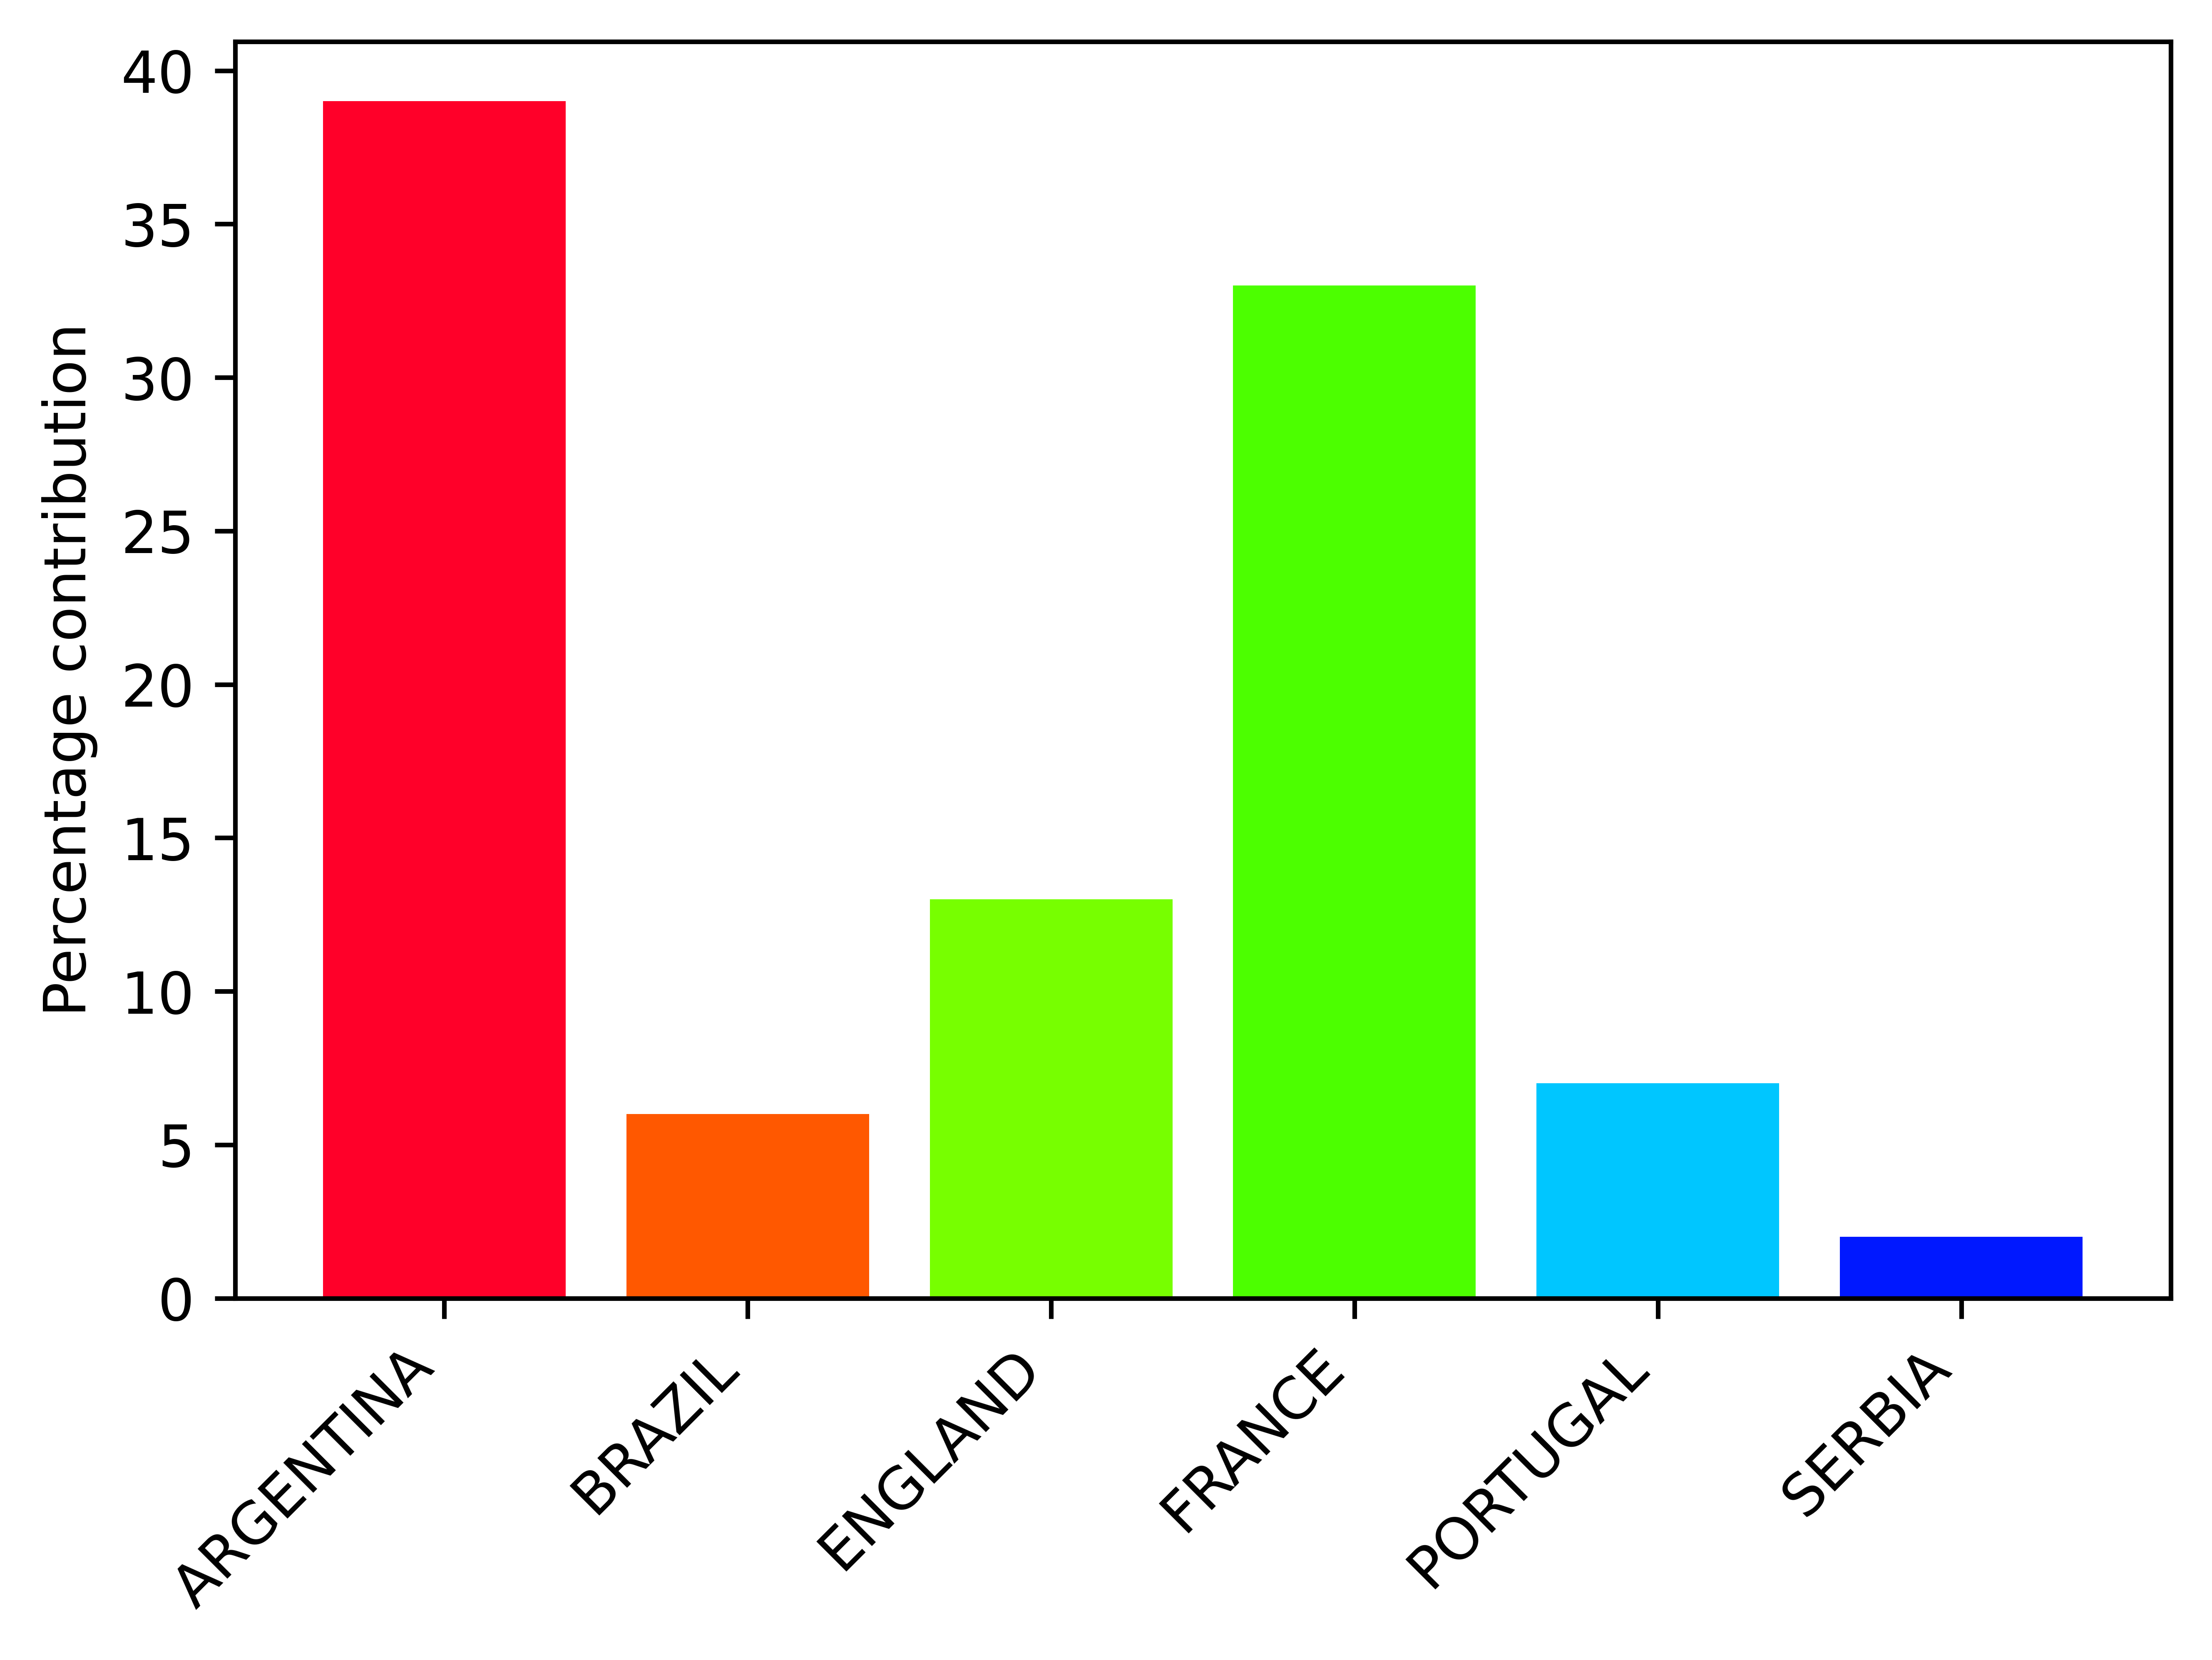 Percentage contribution
40
35
30
25
20
15
10
5
0
ARGENTINA
BRAZIL
ENGLAND
FRANCE
PORTUGAL
SERBIA